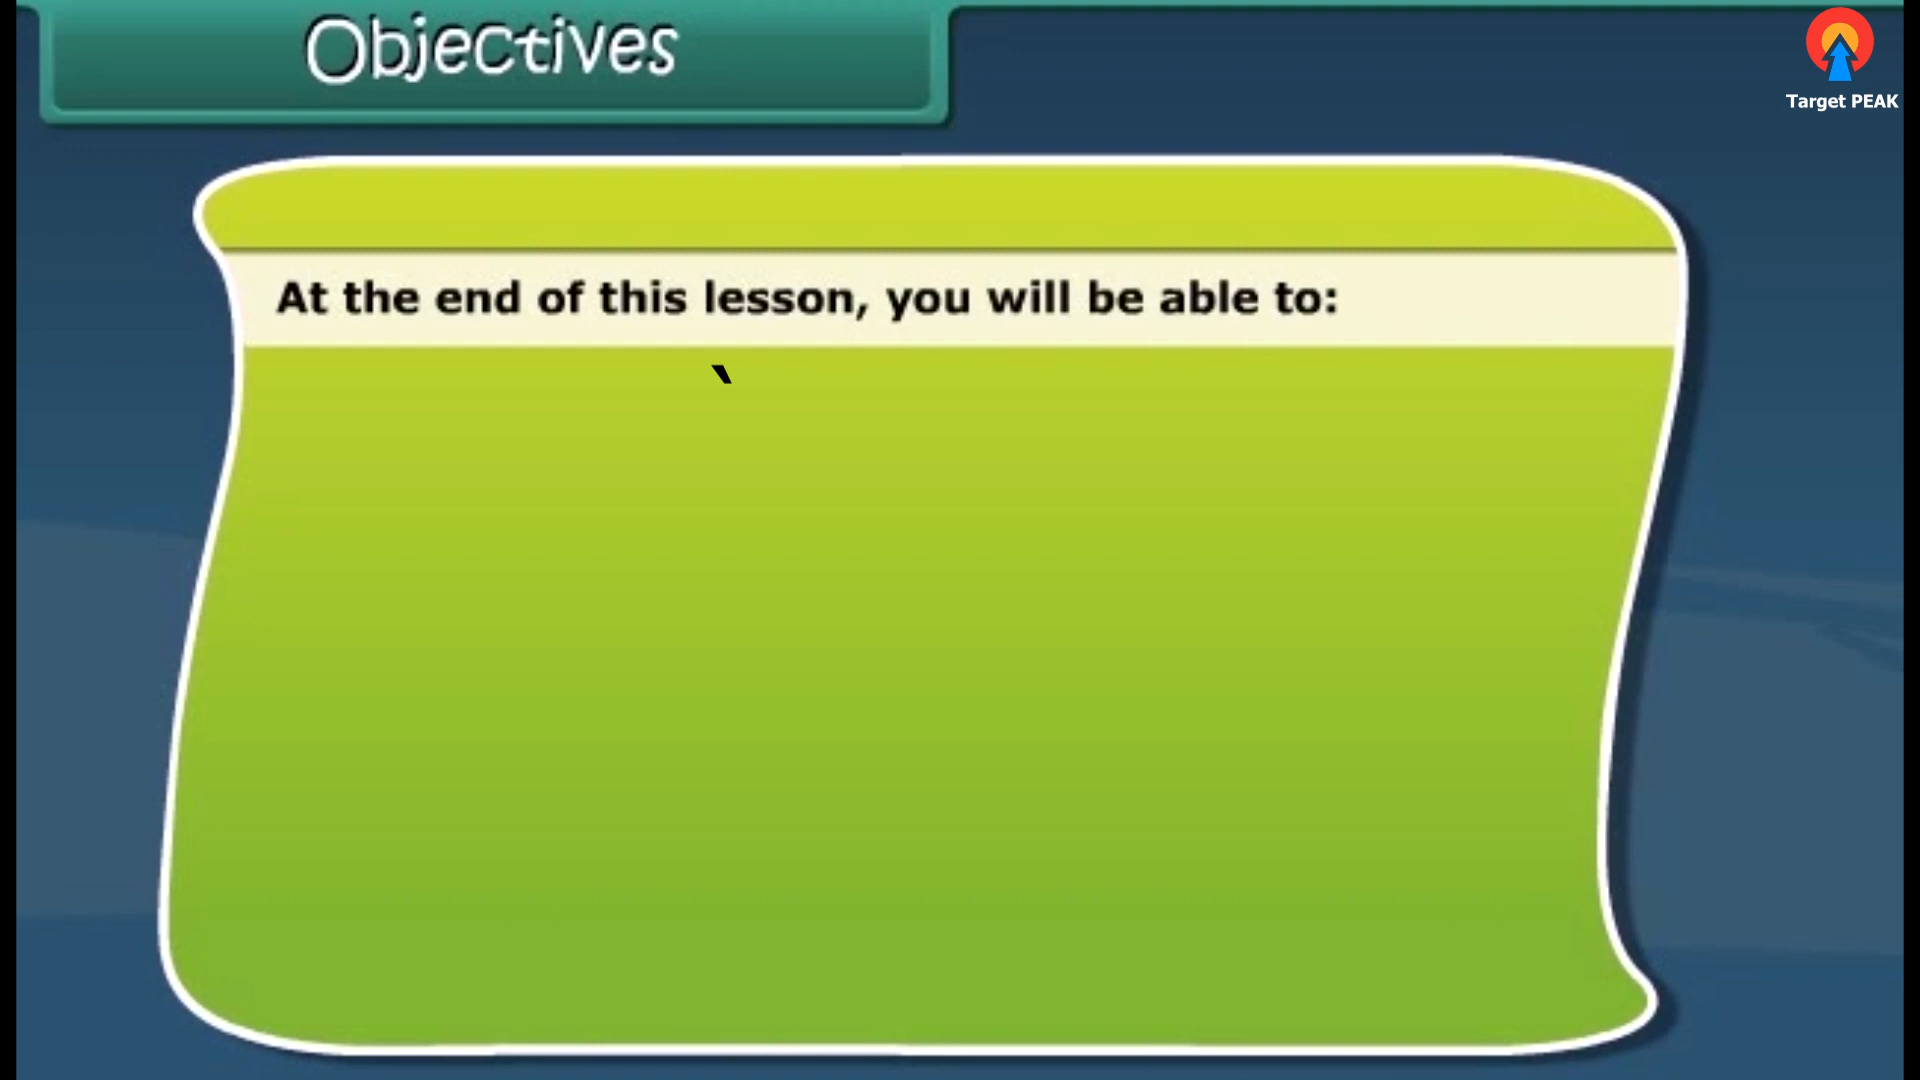 Objectives
Target PEAK
At the end of this lesson, you will be able to:
`